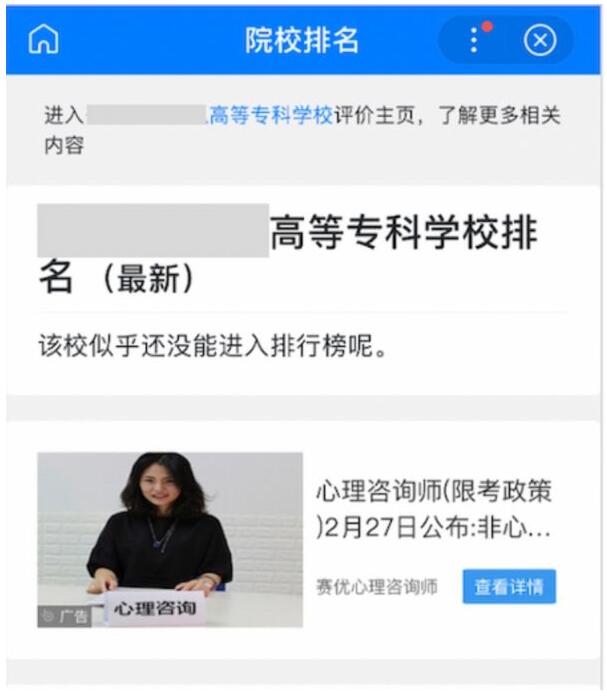 院校排名
进入 高等专科学校评价主页，了解更多相关
内容
高等专科学校排
名（最新）
该校似乎还没能进入排行榜呢。
心理咨询师(限考政策
)2月27日公布:非心...
赛优心理咨询师
查看详情
广告
心理咨询